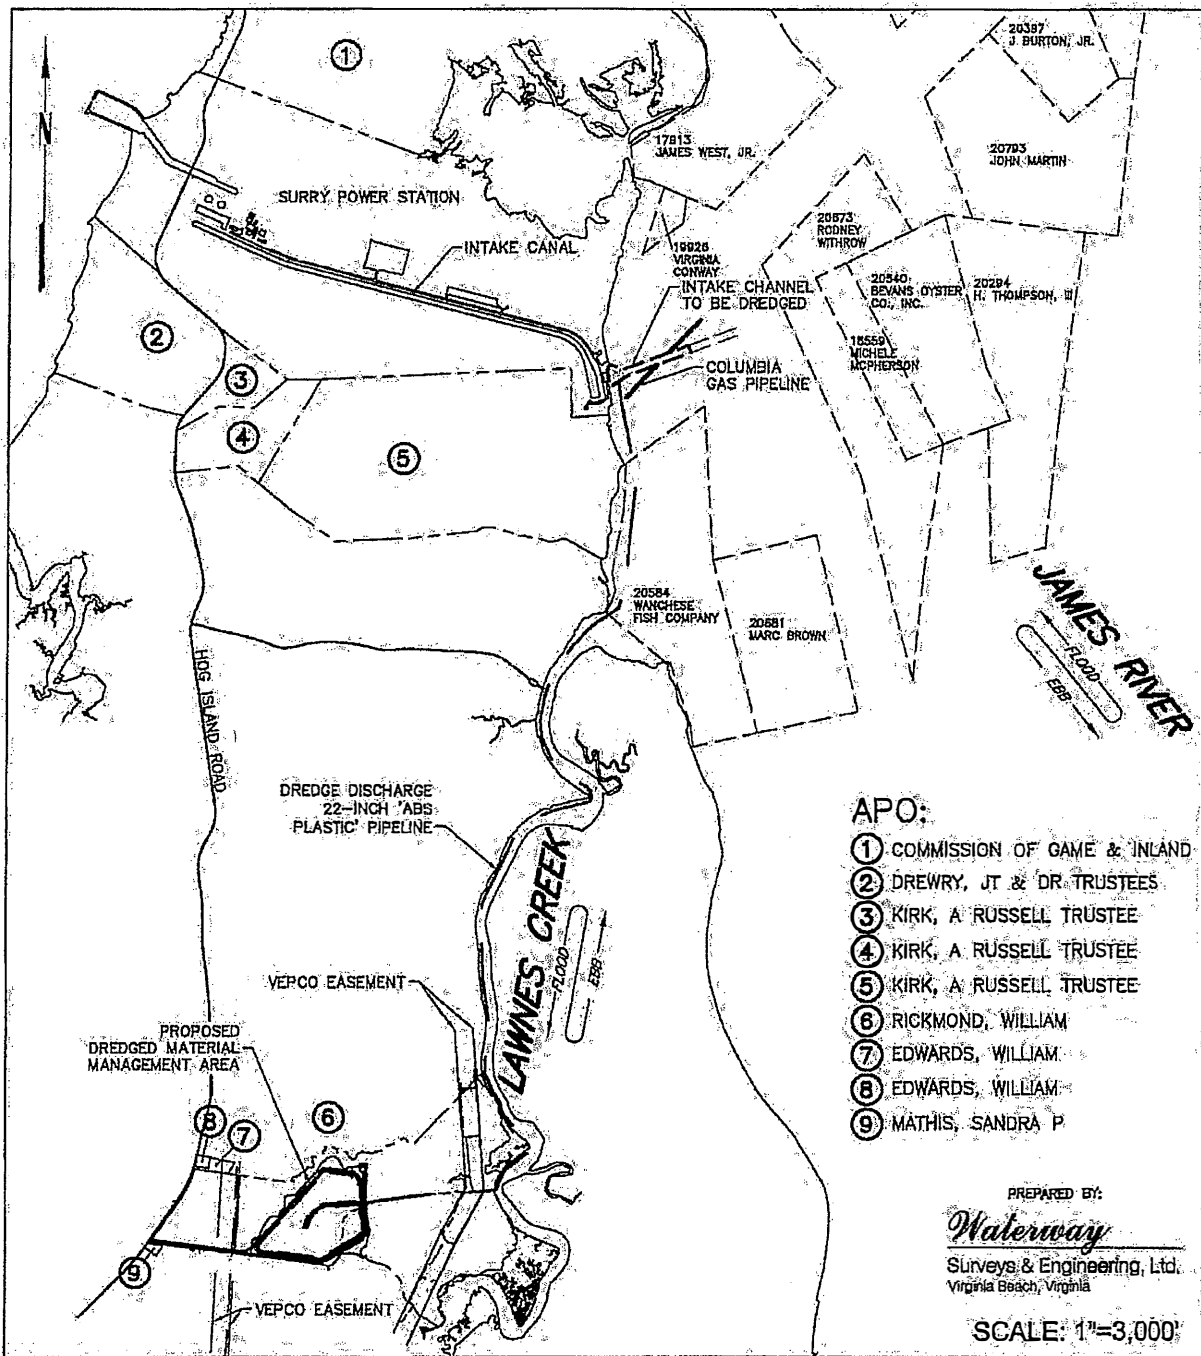 1
20397
J. BURTON, JR.
N
17813
JAMES WEST, JR.
20793
JOHN MARTIN
SURRY POWER STATION
INTAKE CANAL
VIRGINIA
CONWAY
INTAKE CHANNEL
TO BE DREDGED
20673
RODNEY
WITHROW
20540
BEVANS OYSTER
CO., INC.
20294
H. THOMPSON, III
18559
MICHELE
MCPHERSON
2
3
COLUMBIA
GAS PIPELINE
4
5
20584
WANCHESE
FISH COMPANY
20581
MARC BROWN
JAMES RIVER
FLOOD
EBB
HOG ISLAND ROAD
DREDGE DISCHARGE
22-INCH 'ABS
PLASTIC' PIPELINE
LAWNES CREEK
FLOOD
EBB
VEPCO EASEMENT
PROPOSED
DREDGED MATERIAL
MANAGEMENT AREA
8
7
6
9
VEPCO EASEMENT
APO:
1 COMMISSION OF GAME & INLAND
2 DREWRY, JT & DR TRUSTEES
3 KIRK, A RUSSELL TRUSTEE
4 KIRK, A RUSSELL TRUSTEE
5 KIRK, A RUSSELL TRUSTEE
6 RICKMOND, WILLIAM
7 EDWARDS, WILLIAM
8 EDWARDS, WILLIAM
9 MATHIS, SANDRA P
PREPARED BY:
Waterway
Surveys & Engineering, Ltd.
Virginia Beach, Virginia
SCALE: 1"=3,000'